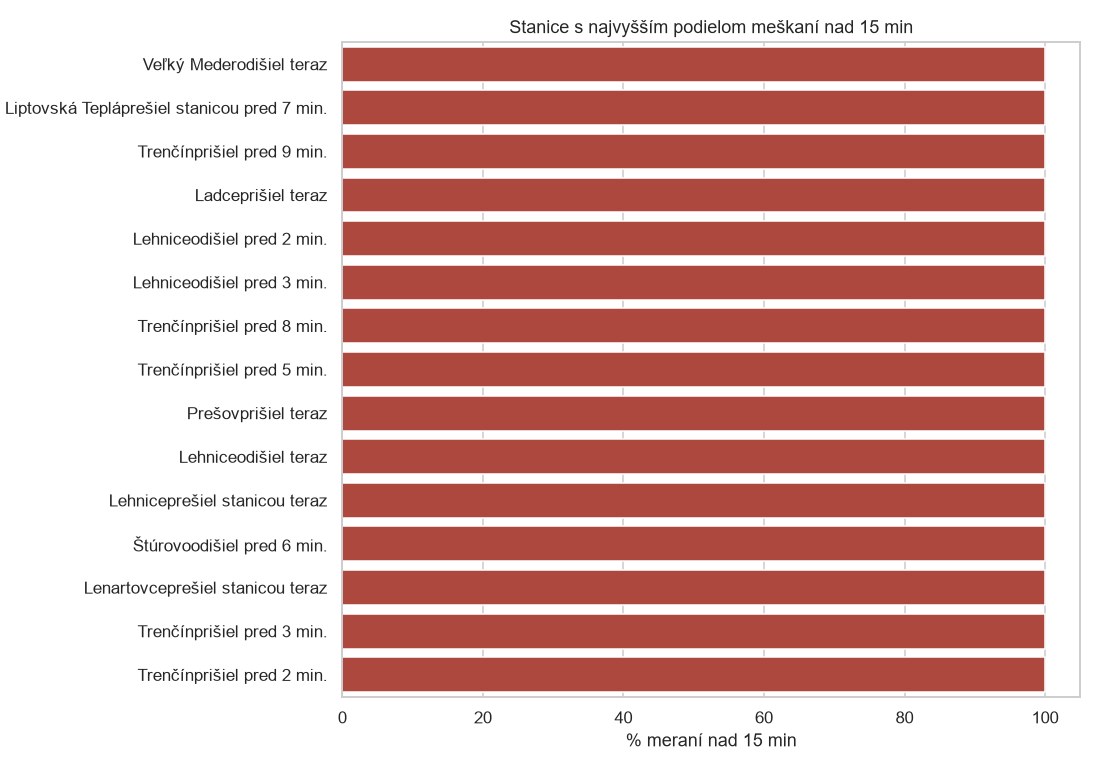 Stanice s najvyšším podielom meškaní nad 15 min
Veľký Mederodišiel teraz
Liptovská Tepláprešiel stanicou pred 7 min.
Trenčínprišiel pred 9 min.
Ladceprišiel teraz
Lehniceodišiel pred 2 min.
Lehniceodišiel pred 3 min.
Trenčínprišiel pred 8 min.
Trenčínprišiel pred 5 min.
Prešovprišiel teraz
Lehniceodišiel teraz
Lehniceprešiel stanicou teraz
Štúrovoodišiel pred 6 min.
Lenartovceprešiel stanicou teraz
Trenčínprišiel pred 3 min.
Trenčínprišiel pred 2 min.
0 20 40 60 80 100
% meraní nad 15 min